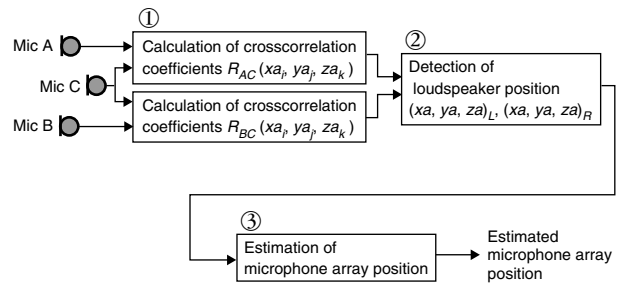 ①
Mic A
Calculation of crosscorrelation
coefficients R_AC (xa_i, ya_j, za_k)
Mic C
Mic B
Calculation of crosscorrelation
coefficients R_BC (xa_i, ya_j, za_k)
②
Detection of
loudspeaker position
(xa, ya, za)_L, (xa, ya, za)_R
③
Estimation of
microphone array position
Estimated
microphone array
position